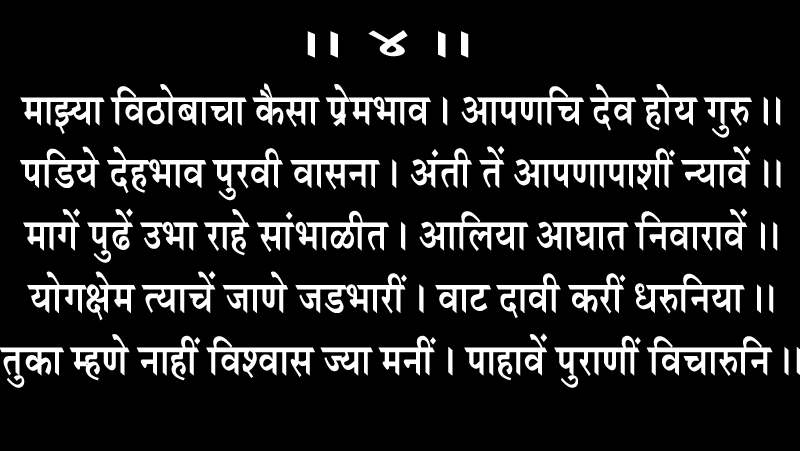 ।। ४ ।।
माझ्या विठोबाचा कैसा प्रेमभाव । आपणचि देव होय गुरु ।।
पडिये देहभाव पुरवी वासना । अंती तें आपणापाशीं न्यावें ।।
मागें पुढें उभा राहे सांभाळीत । आलिया आघात निवारावें ।।
योगक्षेम त्याचें जाणे जडभारीं । वाट दावी करीं धरुनिया ।।
तुका म्हणे नाहीं विश्वास ज्या मनीं । पाहावें पुराणीं विचारुनि ।।